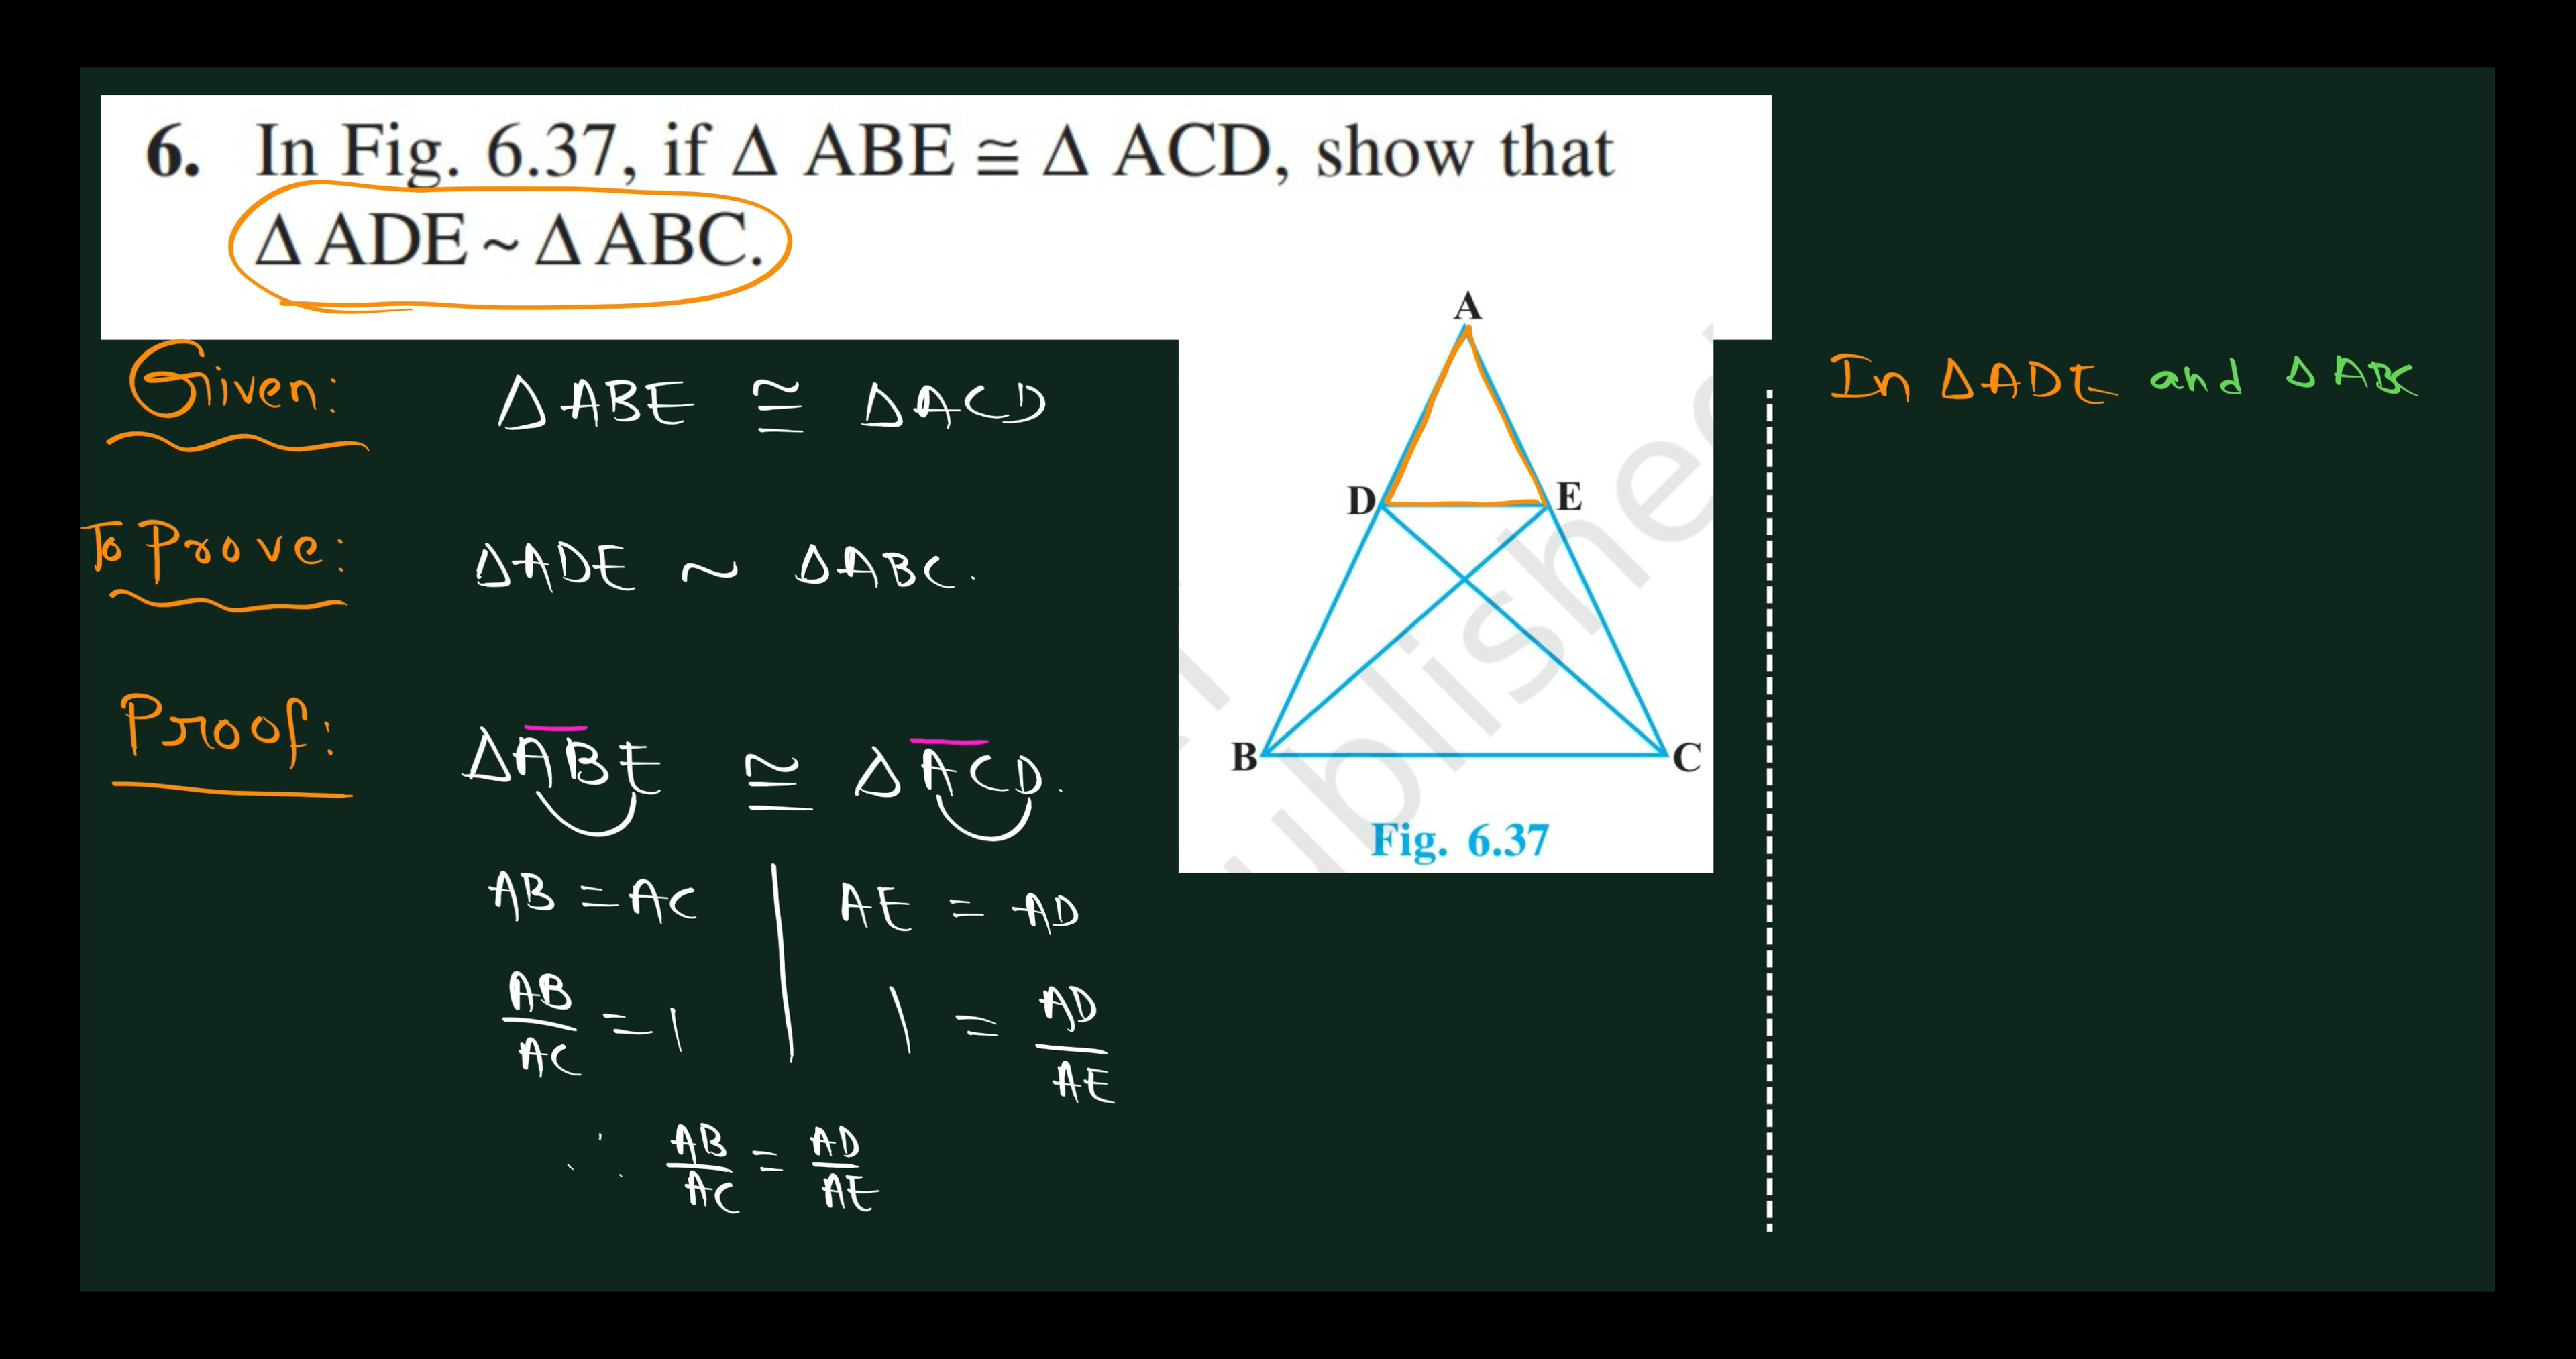 6. In Fig. 6.37, if Δ ABE ≅ Δ ACD, show that
Δ ADE ~ Δ ABC.
Given: ΔABE ≅ ΔACD
To Prove: ΔADE ~ ΔABC.
Proof: ΔABE ≅ ΔACD.
AB = AC | AE = AD
AB/AC = 1 | 1 = AD/AE
∴ AB/AC = AD/AE
A
D E
B C
Fig. 6.37
In ΔADE and ΔABC